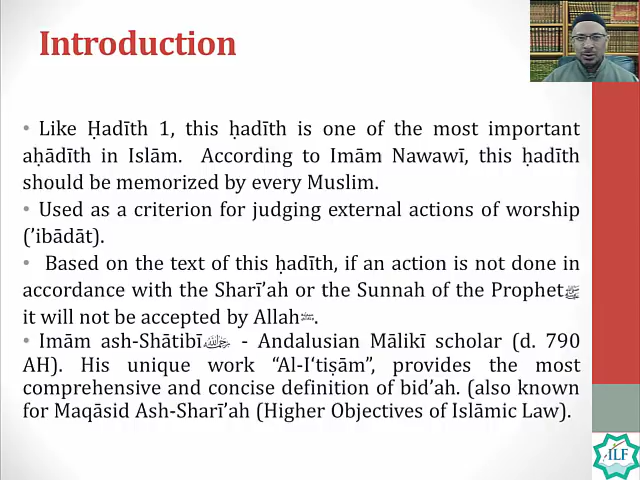 Introduction
• Like Ḥadīth 1, this ḥadīth is one of the most important
aḥādīth in Islām. According to Imām Nawawī, this ḥadīth
should be memorized by every Muslim.
• Used as a criterion for judging external actions of worship
('ibādāt).
• Based on the text of this ḥadīth, if an action is not done in
accordance with the Sharī'ah or the Sunnah of the Prophet ﷺ
it will not be accepted by Allah.
• Imām ash-Shātibī - Andalusian Mālikī scholar (d. 790
AH). His unique work “Al-I‘tiṣām”, provides the most
comprehensive and concise definition of bid'ah. (also known
for Maqāsid Ash-Sharī'ah (Higher Objectives of Islāmic Law).
ILF